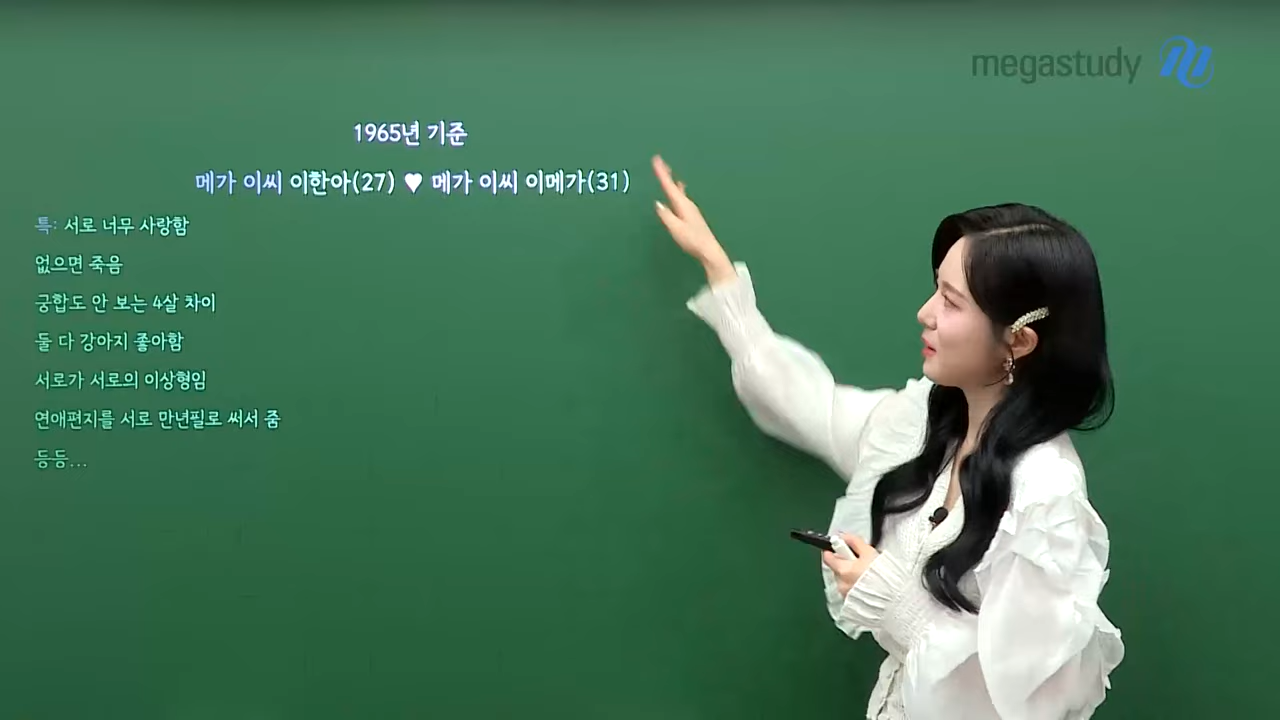 megastudy
1965년 기준
메가 이씨 이한아(27) ♥ 메가 이씨 이메가(31)
특: 서로 너무 사랑함
없으면 죽음
궁합도 안 보는 4살 차이
둘 다 강아지 좋아함
서로가 서로의 이상형임
연애편지를 서로 만년필로 써서 줌
등등...